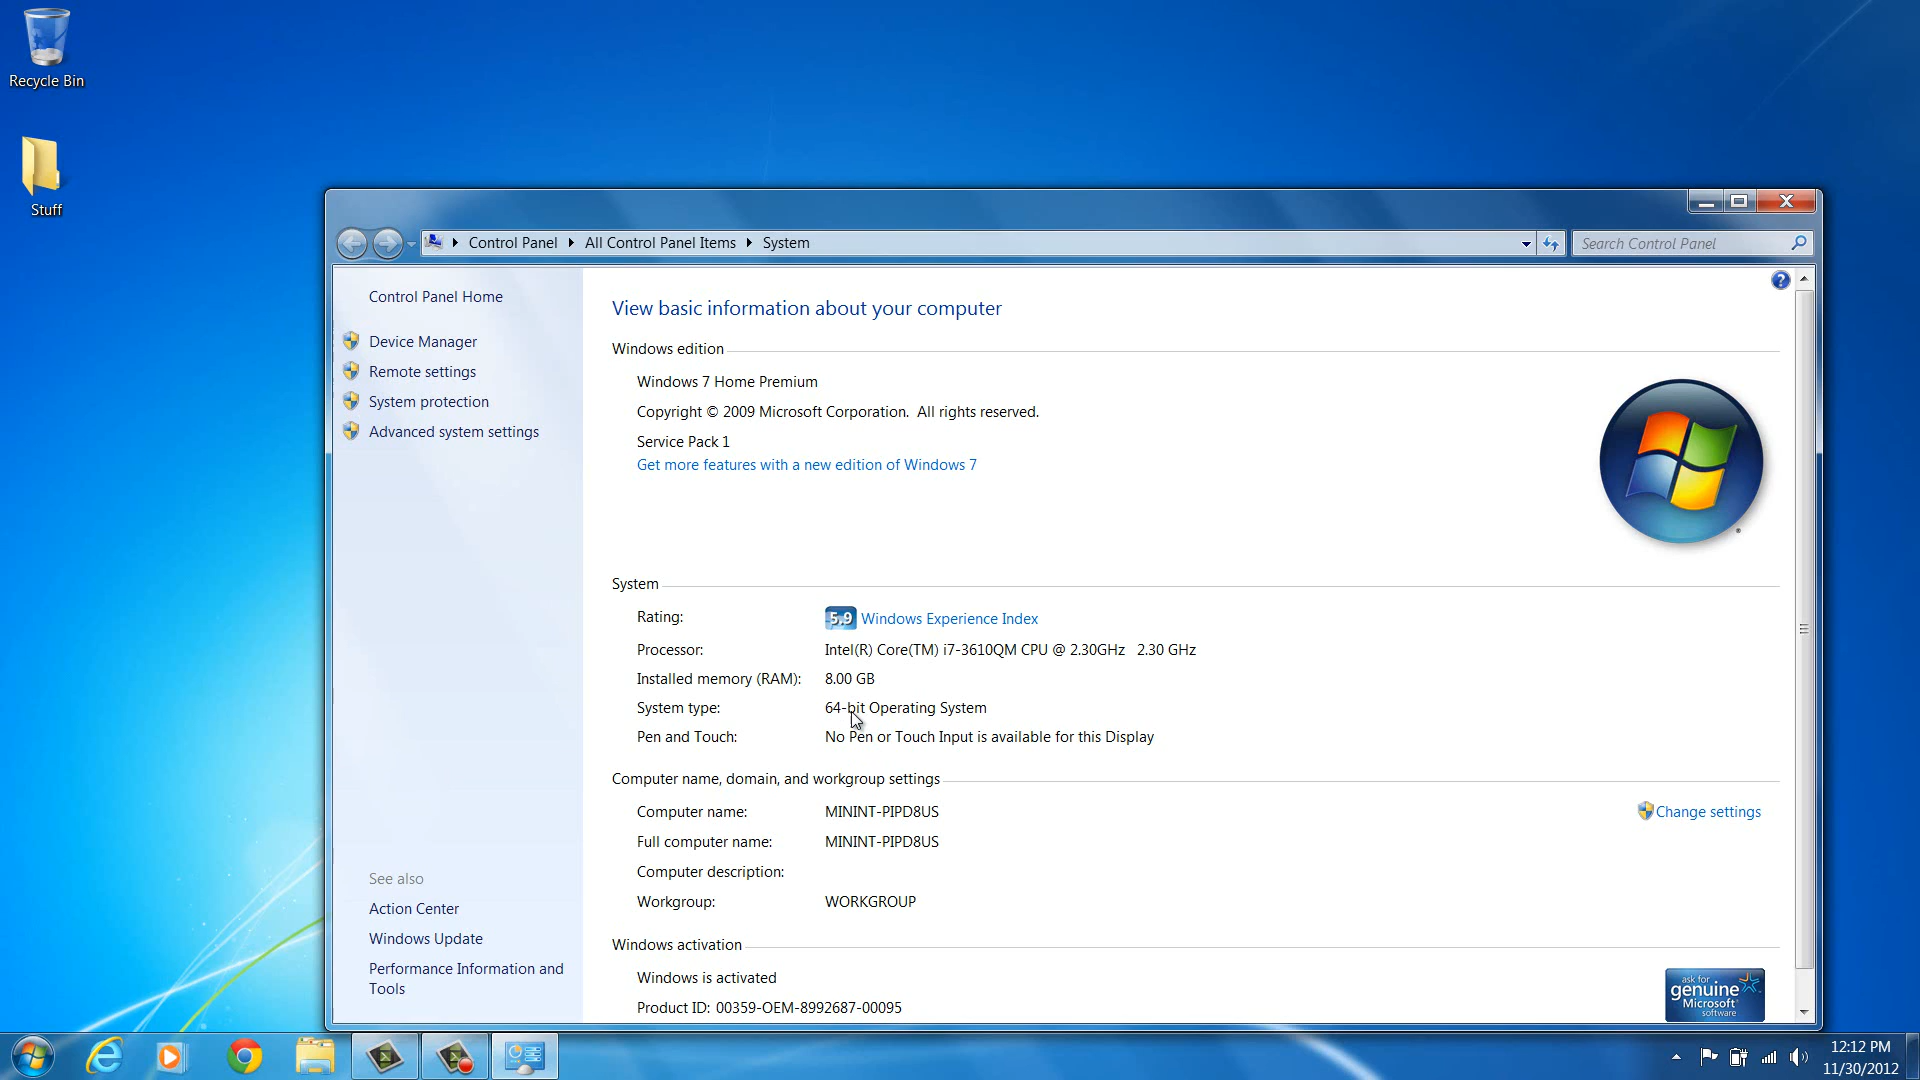 Recycle Bin
Stuff
Control Panel
All Control Panel Items
System
Search Control Panel
Control Panel Home
Device Manager
Remote settings
System protection
Advanced system settings
See also
Action Center
Windows Update
Performance Information and
Tools
View basic information about your computer
Windows edition
Windows 7 Home Premium
Copyright © 2009 Microsoft Corporation.  All rights reserved.
Service Pack 1
Get more features with a new edition of Windows 7
System
Rating: 5.9 Windows Experience Index
Processor: Intel(R) Core(TM) i7-3610QM CPU @ 2.30GHz   2.30 GHz
Installed memory (RAM): 8.00 GB
System type: 64-bit Operating System
Pen and Touch: No Pen or Touch Input is available for this Display
Computer name, domain, and workgroup settings
Computer name: MININT-PIPD8US
Change settings
Full computer name: MININT-PIPD8US
Computer description:
Workgroup: WORKGROUP
Windows activation
Windows is activated
Product ID: 00359-OEM-8992687-00095
ask for
genuine
Microsoft
software
12:12 PM
11/30/2012